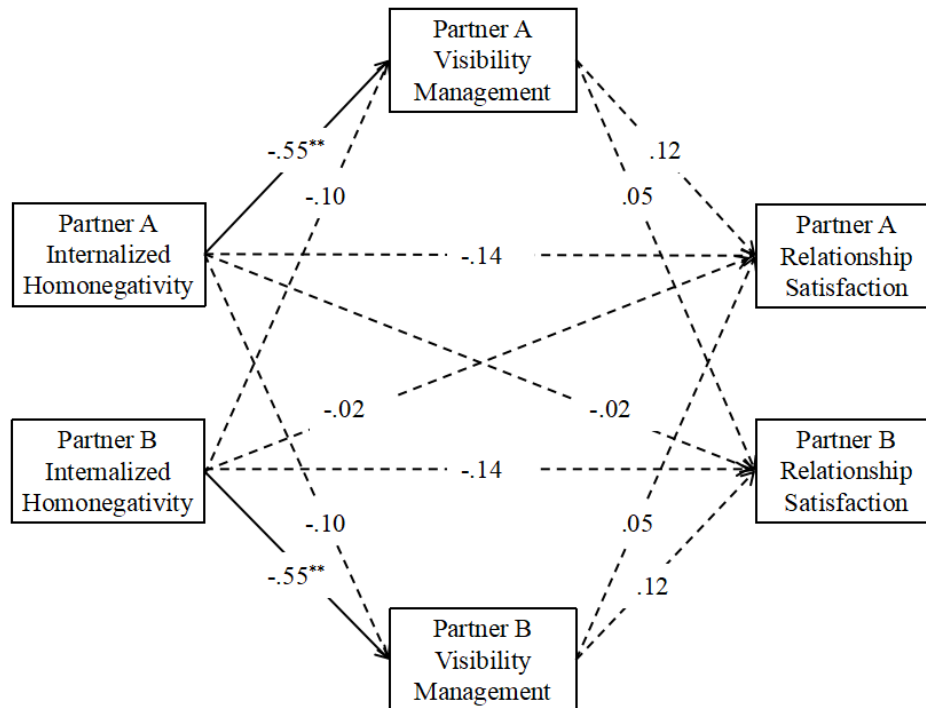 Partner A
Visibility
Management
-.55**
-.10
.12
.05
Partner A
Internalized
Homonegativity
-.14
Partner A
Relationship
Satisfaction
-.02
-.02
Partner B
Internalized
Homonegativity
-.14
Partner B
Relationship
Satisfaction
-.10
.05
-.55**
.12
Partner B
Visibility
Management